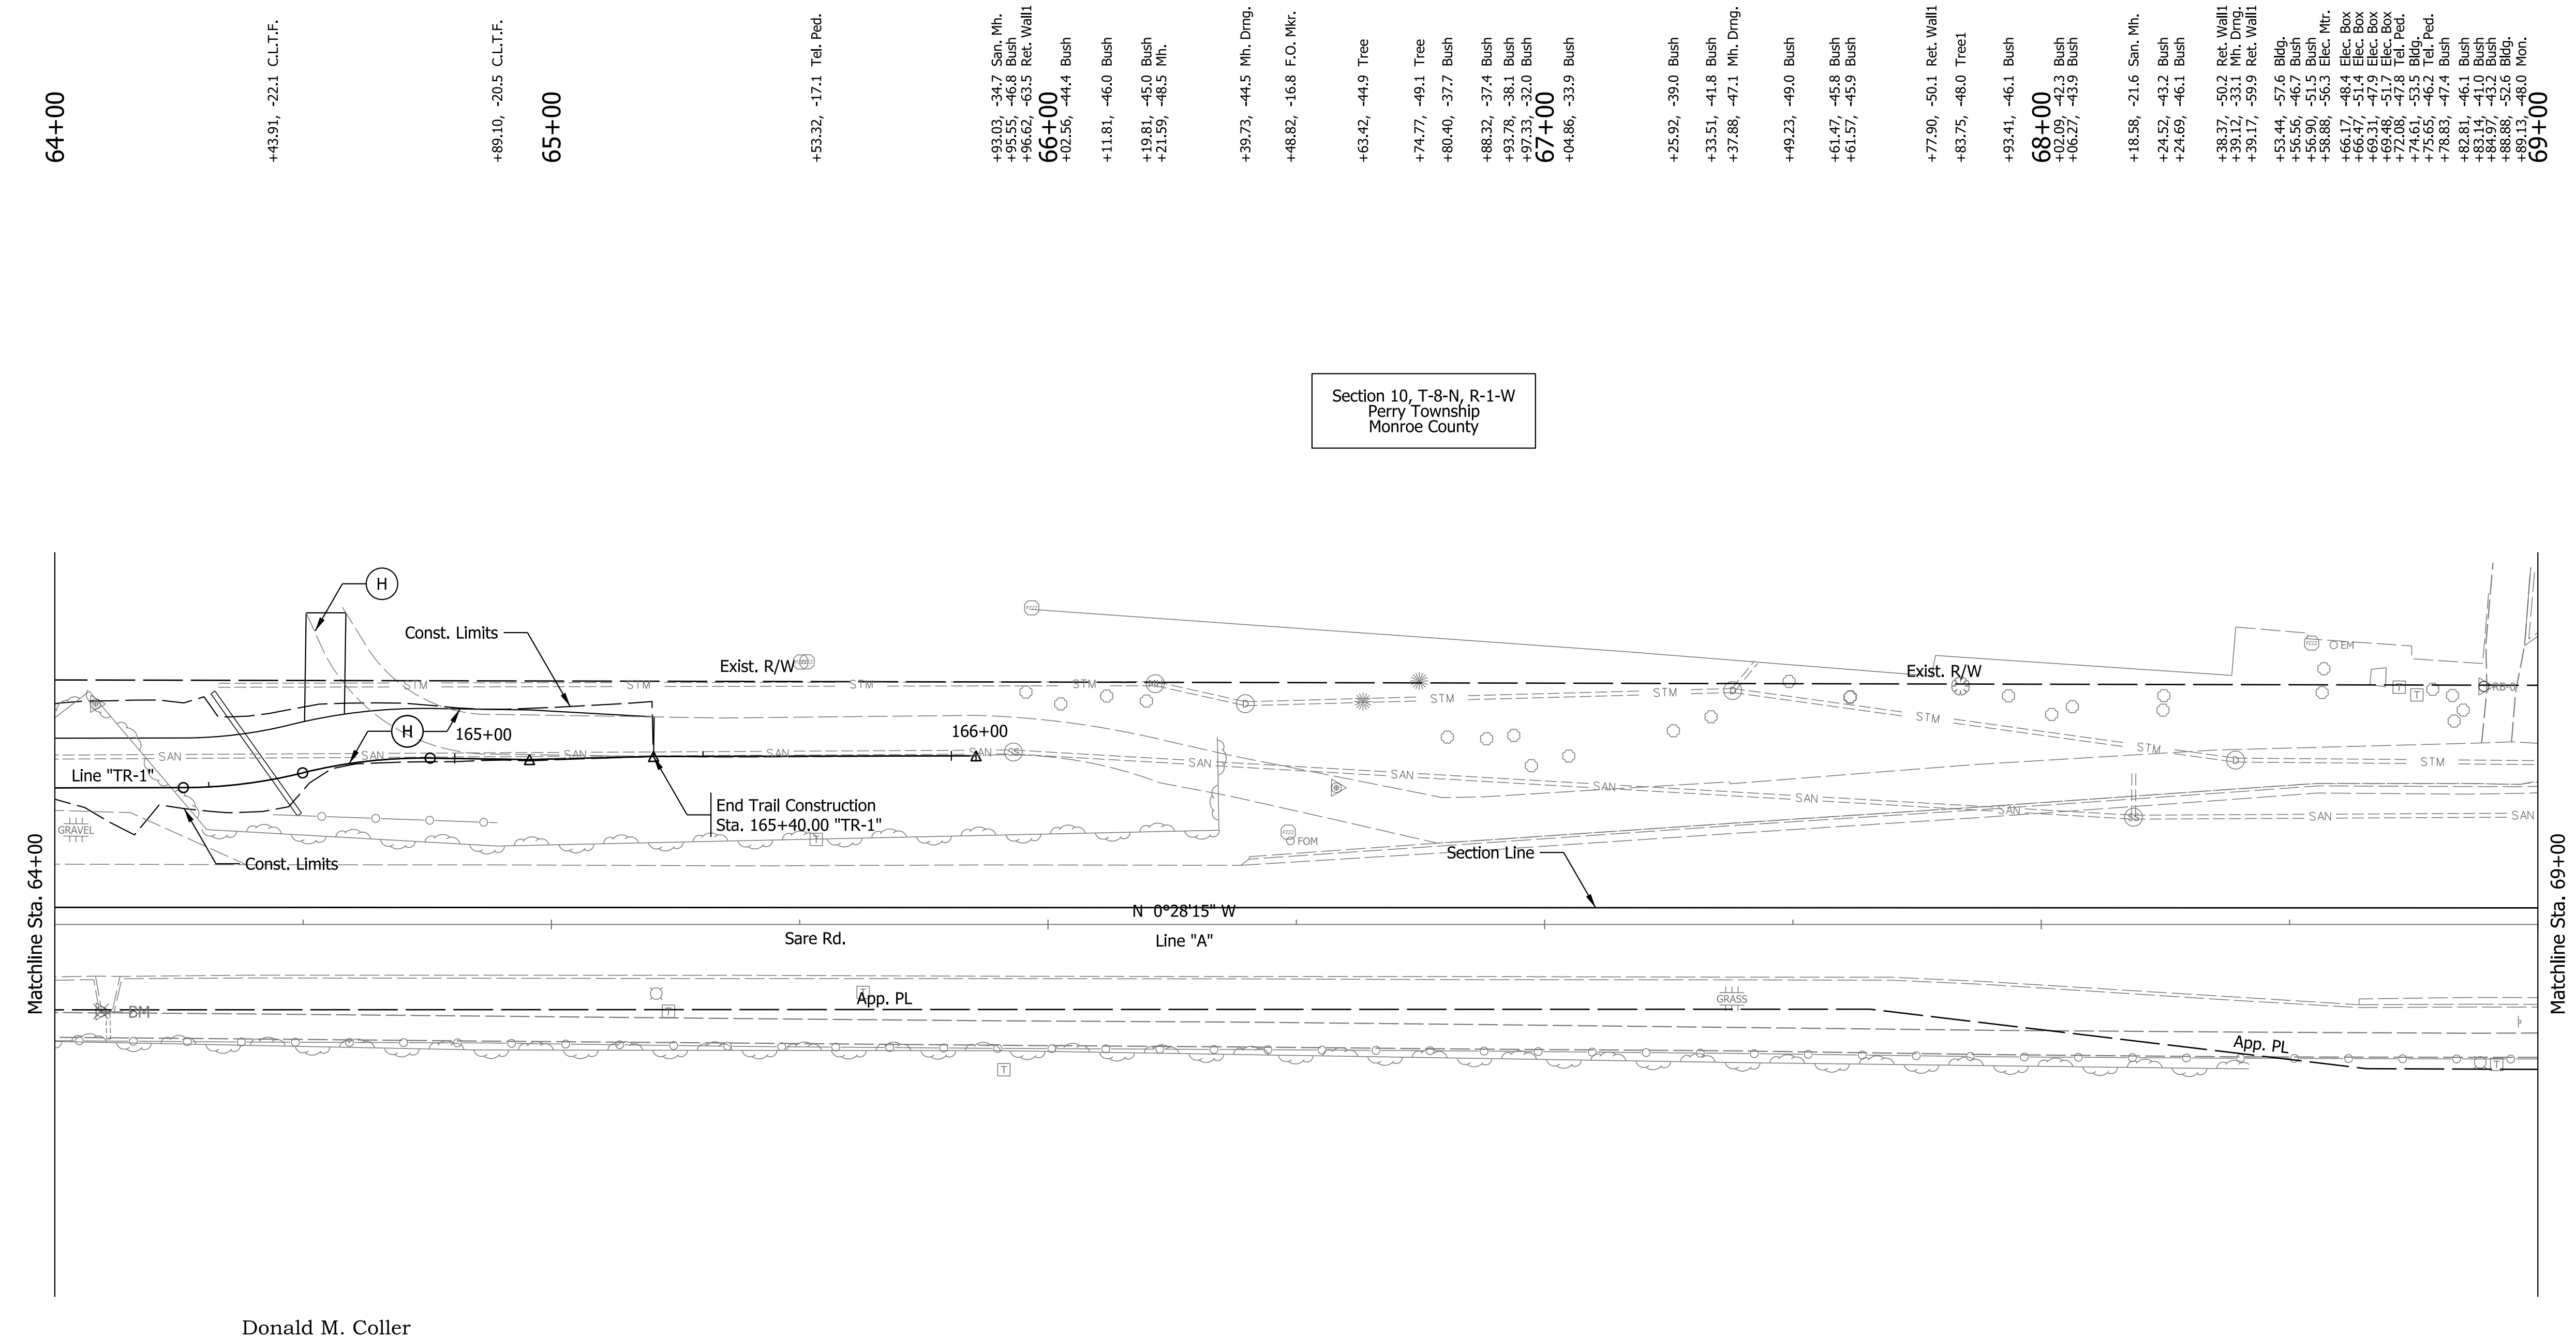 64+00
+43.91, -22.1 C.L.T.F.
+89.10, -20.5 C.L.T.F.
65+00
+53.32, -17.1 Tel. Ped.
+93.03, -34.7 San. Mh.
+95.55, -46.8 Bush
+96.62, -63.5 Ret. Wall1
66+00
+02.56, -44.4 Bush
+11.81, -46.0 Bush
+19.81, -45.0 Bush
+21.59, -48.5 Mh.
+39.73, -44.5 Mh. Drng.
+48.82, -16.8 F.O. Mkr.
+63.42, -44.9 Tree
+74.77, -49.1 Tree
+80.40, -37.7 Bush
+88.32, -37.4 Bush
+93.78, -38.1 Bush
+97.33, -32.0 Bush
67+00
+04.86, -33.9 Bush
+25.92, -39.0 Bush
+33.51, -41.8 Bush
+37.88, -47.1 Mh. Drng.
+49.23, -49.0 Bush
+61.47, -45.8 Bush
+61.57, -45.9 Bush
+77.90, -50.1 Ret. Wall1
+83.75, -48.0 Tree1
+93.41, -46.1 Bush
68+00
+02.09, -42.3 Bush
+06.27, -43.9 Bush
+18.58, -21.6 San. Mh.
+24.52, -43.2 Bush
+24.69, -46.1 Bush
+38.37, -50.2 Ret. Wall1
+39.12, -33.1 Mh. Drng.
+39.17, -59.9 Ret. Wall1
+53.44, -57.6 Bldg.
+56.56, -46.7 Bush
+56.90, -51.5 Bush
+58.88, -56.3 Elec. Mtr.
+66.17, -48.4 Elec. Box
+66.47, -51.4 Elec. Box
+69.31, -47.9 Elec. Box
+69.48, -51.7 Elec. Box
+72.08, -47.8 Tel. Ped.
+74.61, -53.5 Bldg.
+75.65, -46.2 Tel. Ped.
+78.83, -47.4 Bush
+82.81, -46.1 Bush
+83.14, -41.0 Bush
+84.97, -43.2 Bush
+88.88, -52.6 Bldg.
+89.13, -48.0 Mon.
69+00
Section 10, T-8-N, R-1-W
Perry Township
Monroe County
H
Const. Limits
Exist. R/W
Exist. R/W
EM
STM
STM
STM
STM
STM
STM
STM
STM
STM
D
D
D
T
T
H
165+00
166+00
SAN
SAN
SAN
SAN
SAN
SS
SAN
SAN
SAN
SAN
SAN
SS
SAN
SAN
Line "TR-1"
End Trail Construction
Sta. 165+40.00 "TR-1"
GRAVEL
T
FOM
Const. Limits
Section Line
N 0°28'15" W
Sare Rd.
Line "A"
Matchline Sta. 64+00
Matchline Sta. 69+00
BM
T
T
App. PL
GRASS
App. PL
P
T
T
Donald M. Coller